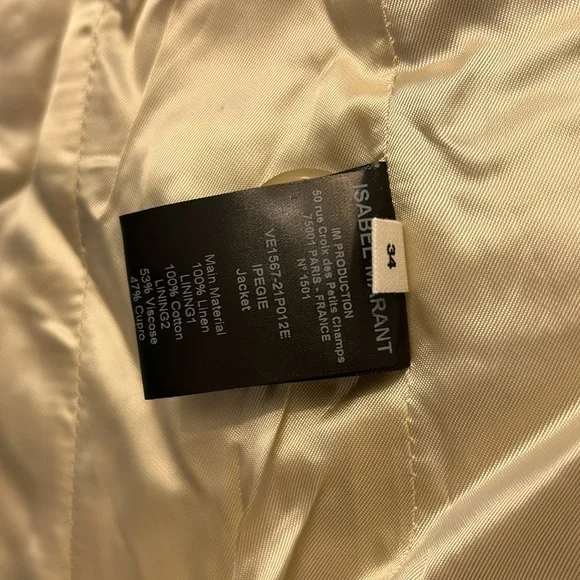 ISABEL MARANT
34
IM PRODUCTION
50 rue Croix des Petits Champs
75001 PARIS - FRANCE
N° 1501
VE1567-21P012E
IPEGIE
Jacket
Main Material
100% Linen
LINING1
100% Cotton
LINING2
53% Viscose
47% Cupro